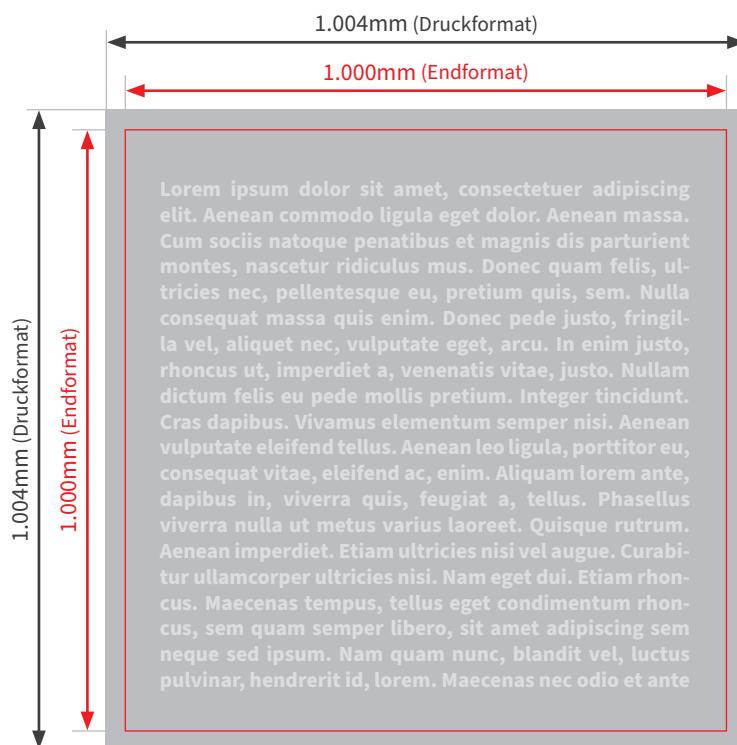 1.004mm (Druckformat)
1.000mm (Endformat)
1.004mm (Druckformat)
1.000mm (Endformat)
Lorem ipsum dolor sit amet, consectetuer adipiscing
elit. Aenean commodo ligula eget dolor. Aenean massa.
Cum sociis natoque penatibus et magnis dis parturient
montes, nascetur ridiculus mus. Donec quam felis, ul-
tricies nec, pellentesque eu, pretium quis, sem. Nulla
consequat massa quis enim. Donec pede justo, fringil-
la vel, aliquet nec, vulputate eget, arcu. In enim justo,
rhoncus ut, imperdiet a, venenatis vitae, justo. Nullam
dictum felis eu pede mollis pretium. Integer tincidunt.
Cras dapibus. Vivamus elementum semper nisi. Aenean
vulputate eleifend tellus. Aenean leo ligula, porttitor eu,
consequat vitae, eleifend ac, enim. Aliquam lorem ante,
dapibus in, viverra quis, feugiat a, tellus. Phasellus
viverra nulla ut metus varius laoreet. Quisque rutrum.
Aenean imperdiet. Etiam ultricies nisi vel augue. Curabi-
tur ullamcorper ultricies nisi. Nam eget dui. Etiam rhon-
cus. Maecenas tempus, tellus eget condimentum rhon-
cus, sem quam semper libero, sit amet adipiscing sem
neque sed ipsum. Nam quam nunc, blandit vel, luctus
pulvinar, hendrerit id, lorem. Maecenas nec odio et ante